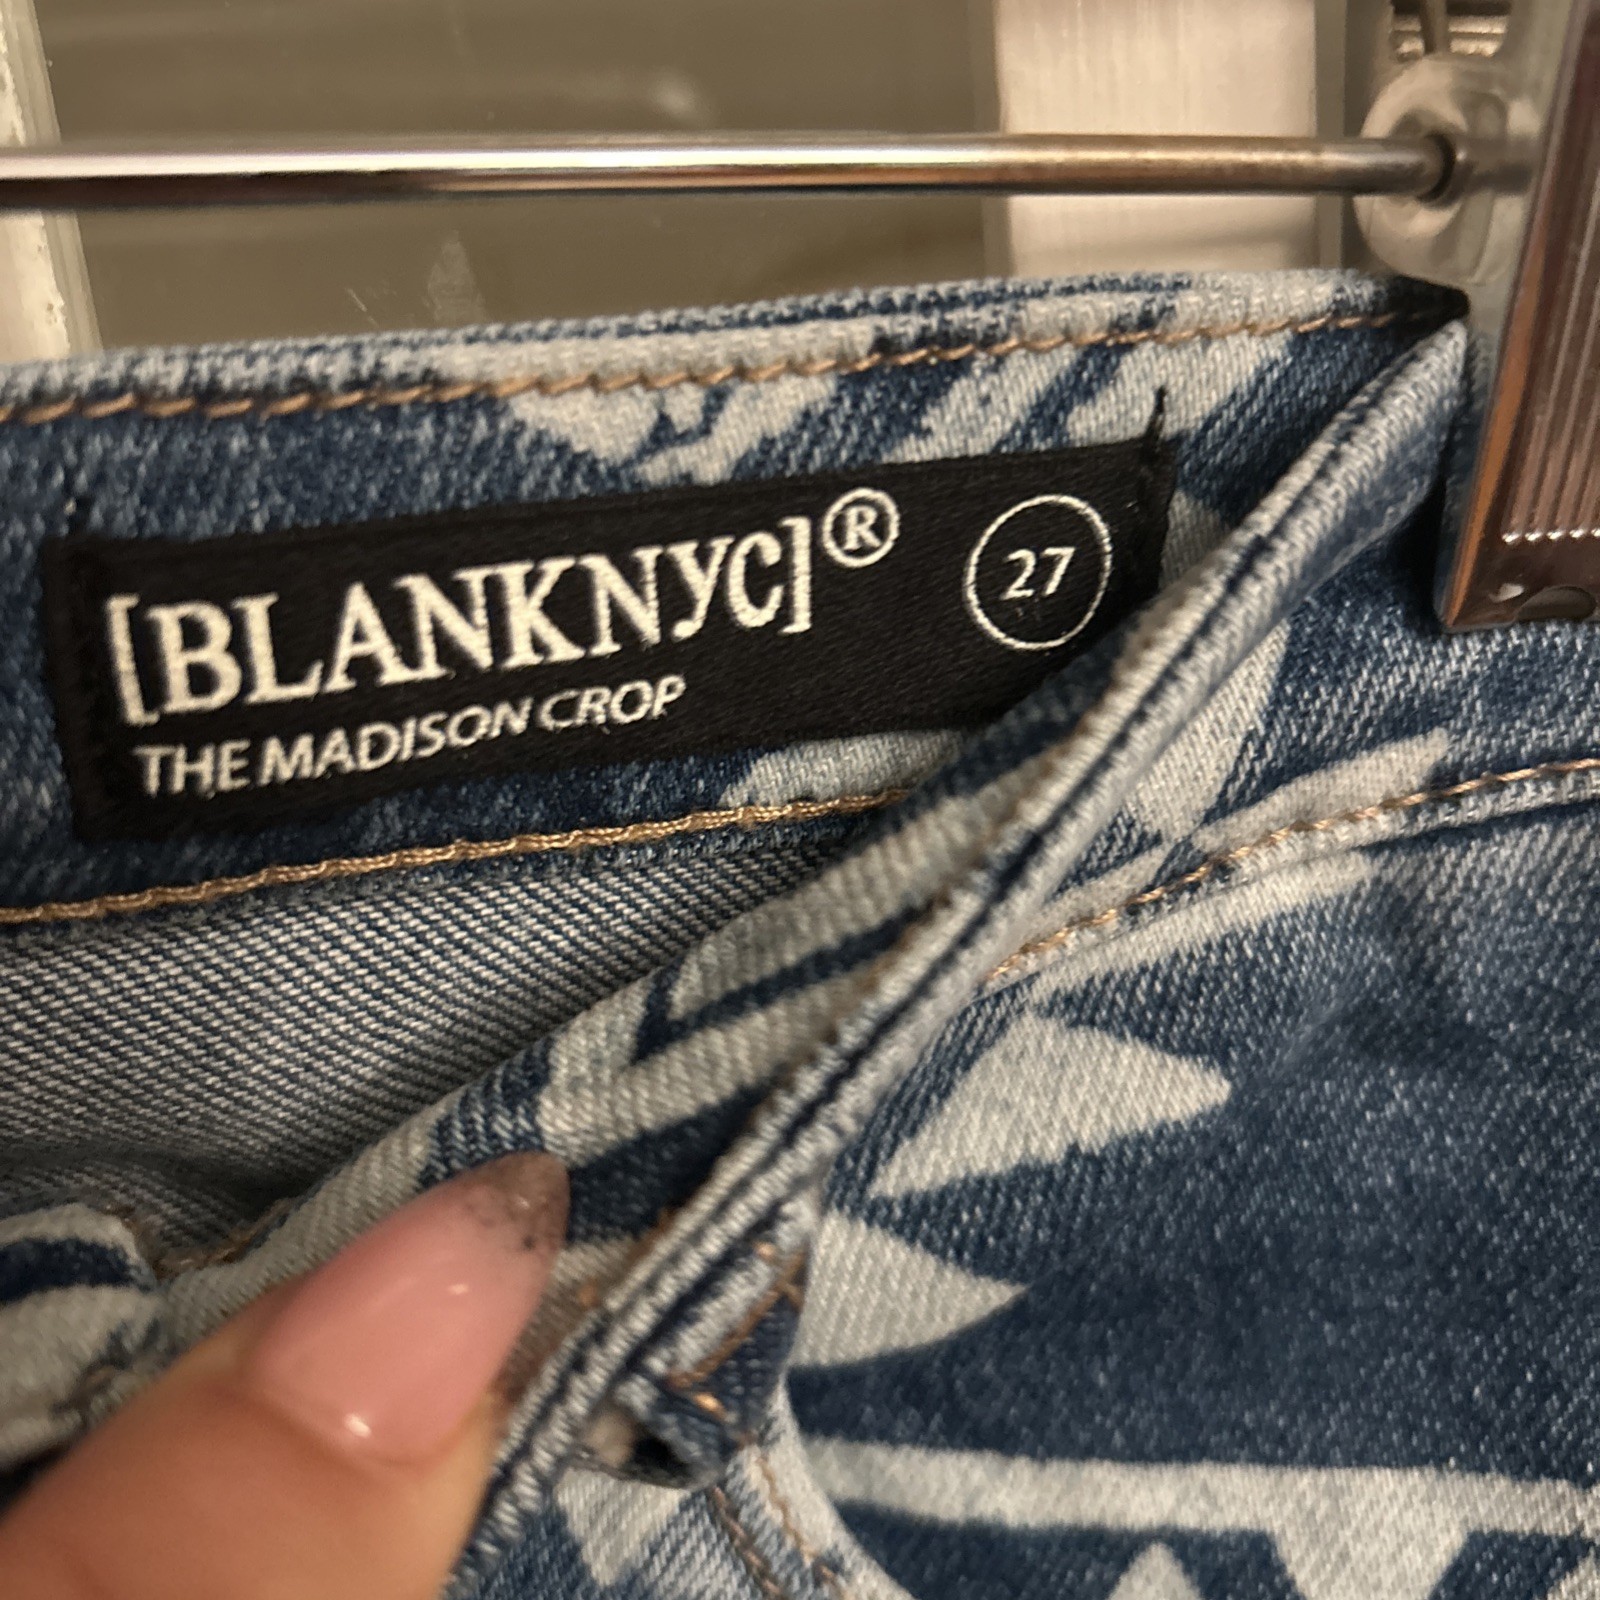 [BLANKNYC]® 27
THE MADISON CROP